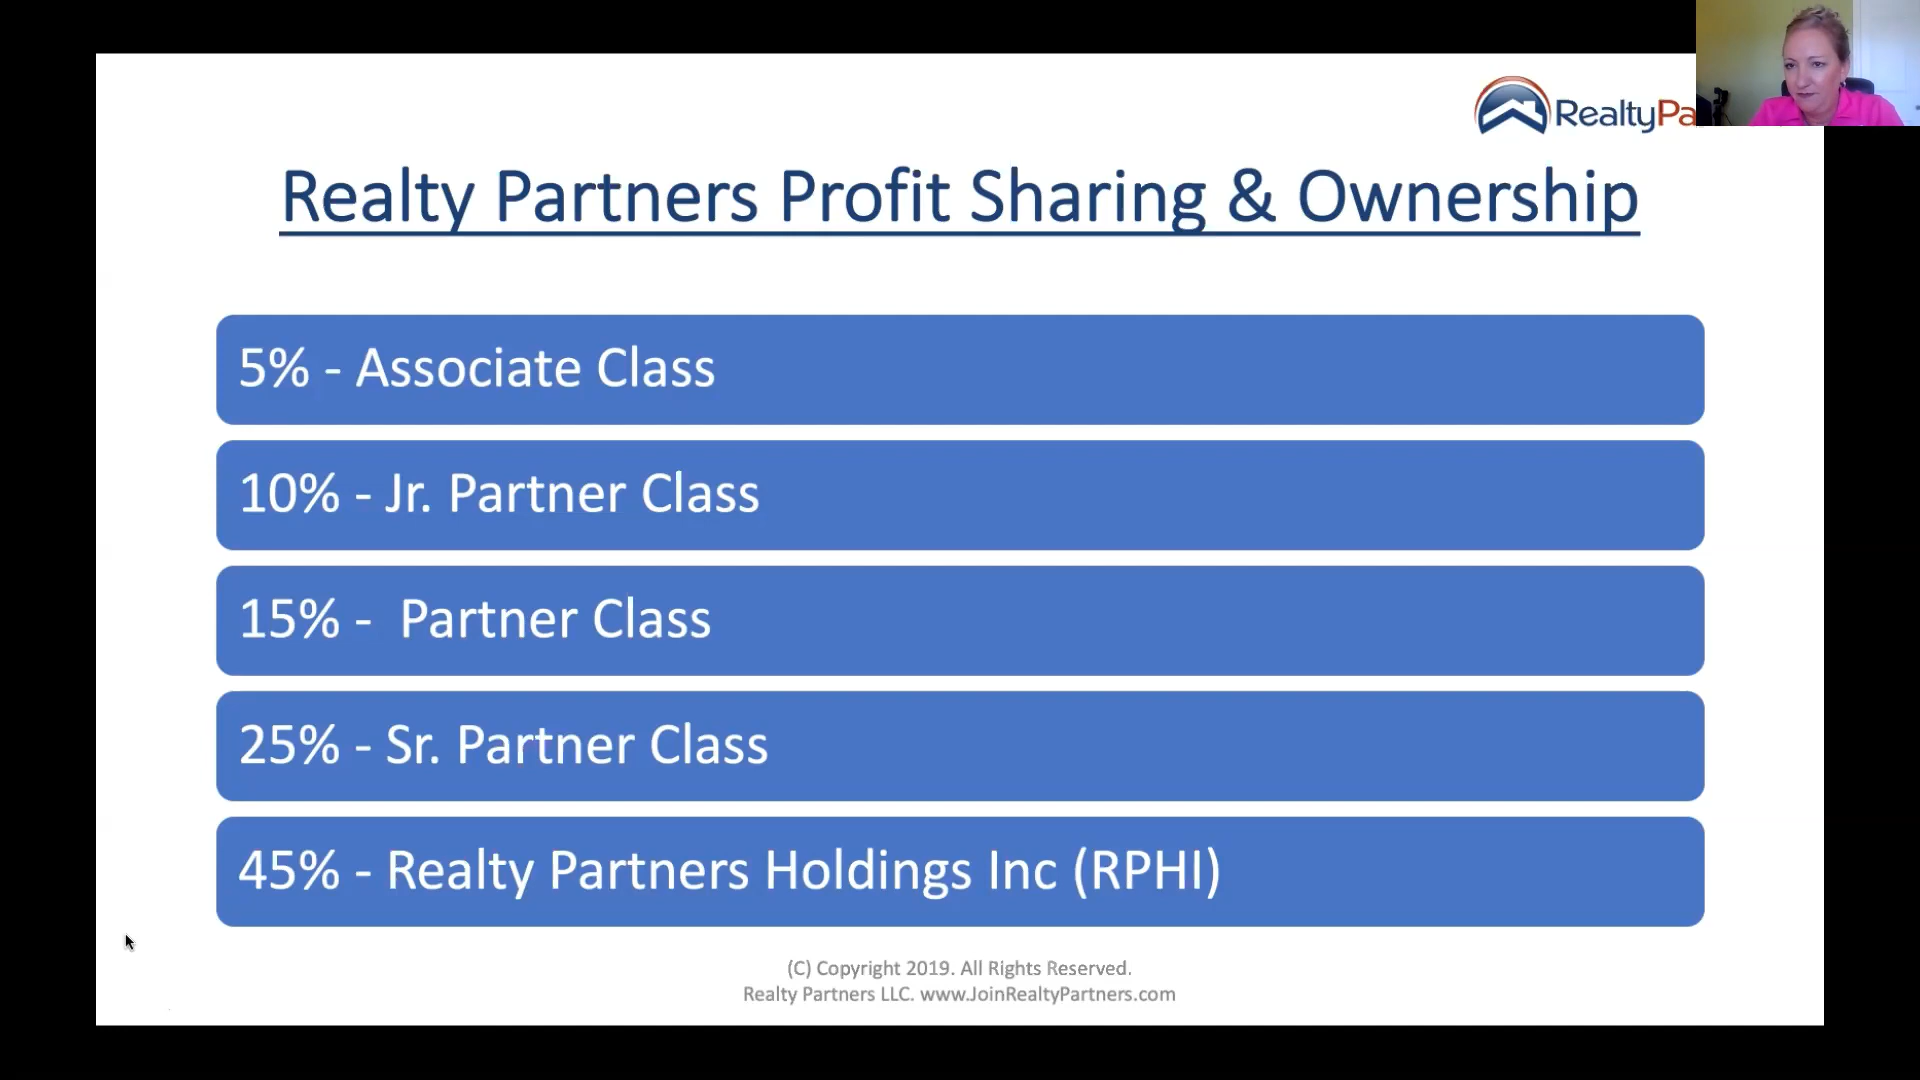 RealtyPa
Realty Partners Profit Sharing & Ownership
5% - Associate Class
10% - Jr. Partner Class
15% - Partner Class
25% - Sr. Partner Class
45% - Realty Partners Holdings Inc (RPHI)
(C) Copyright 2019. All Rights Reserved.
Realty Partners LLC. www.JoinRealtyPartners.com